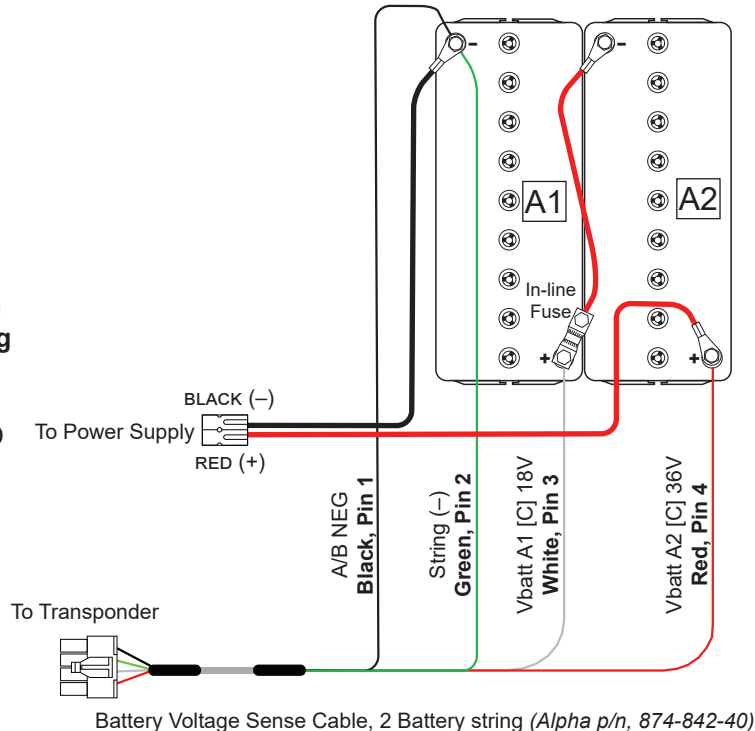 -
-
A1
A2
In-line
Fuse
g
+
+
BLACK (–)
To Power Supply
RED (+)
A/B NEG
Black, Pin 1
String (–)
Green, Pin 2
Vbatt A1 [C] 18V
White, Pin 3
Vbatt A2 [C] 36V
Red, Pin 4
To Transponder
Battery Voltage Sense Cable, 2 Battery string (Alpha p/n, 874-842-40)